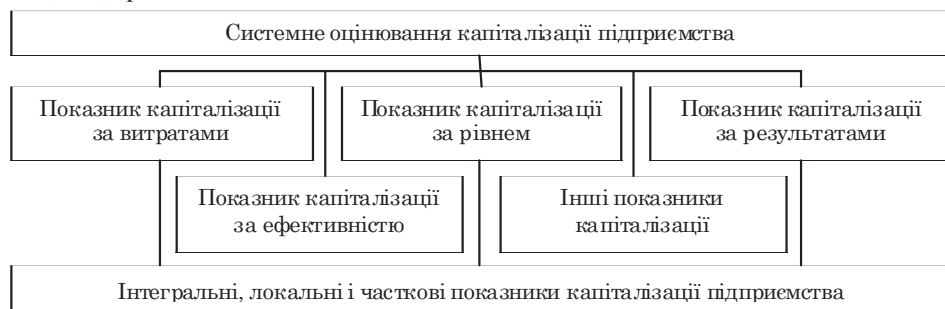 Системне оцінювання капіталізації підприємства
Показник капіталізації
за витратами
Показник капіталізації
за рівнем
Показник капіталізації
за результатами
Показник капіталізації
за ефективністю
Інші показники
капіталізації
Інтегральні, локальні і часткові показники капіталізації підприємства